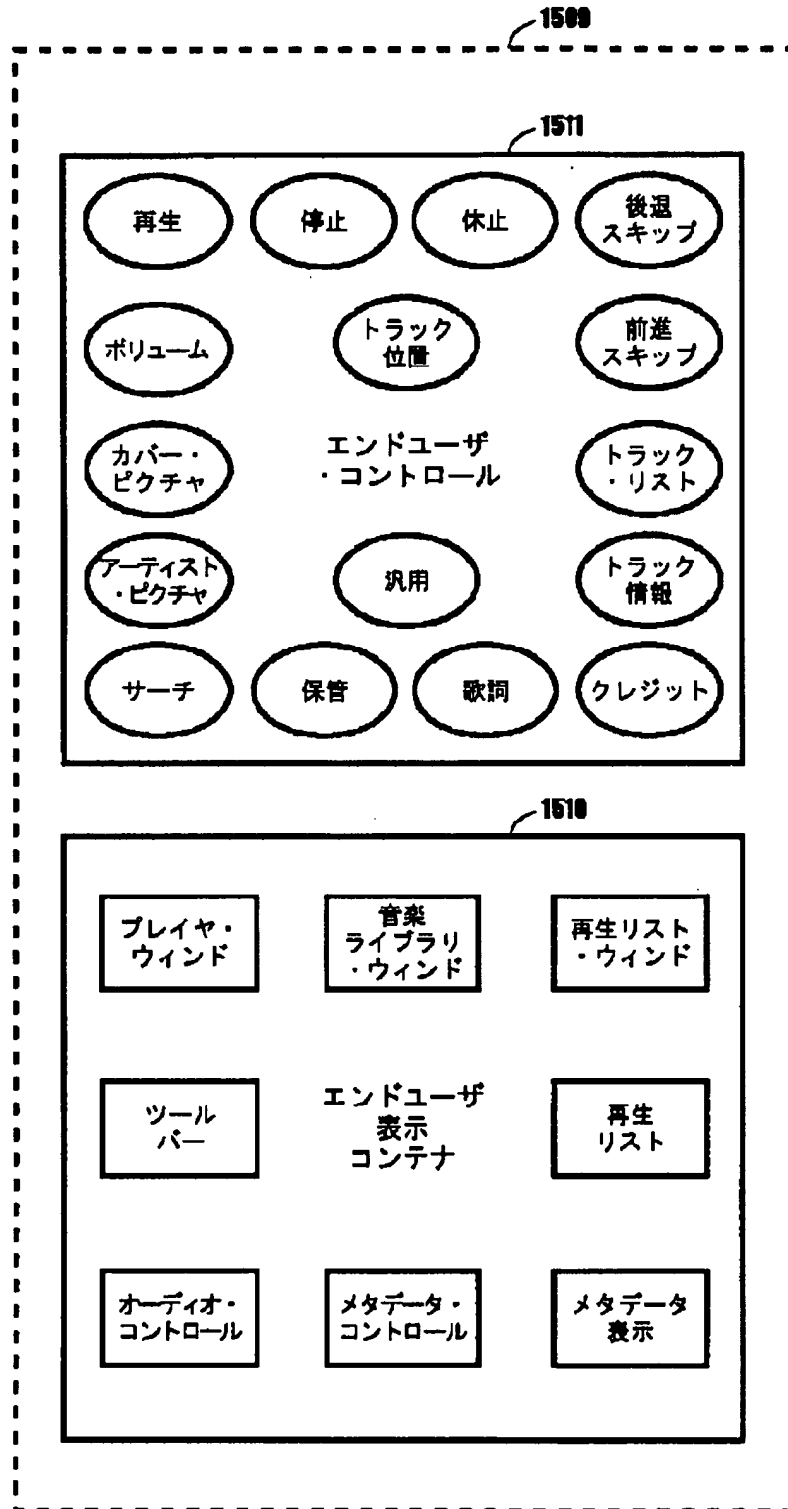 1509
1511
再生
停止
休止
後退
スキップ
ボリューム
トラック
位置
前進
スキップ
カバー・
ピクチャ
エンドユーザ
・コントロール
トラック
・リスト
アーティスト
・ピクチャ
汎用
トラック
情報
サーチ
保管
歌詞
クレジット
1510
プレイヤ・
ウィンド
音楽
ライブラリ
・ウィンド
再生リスト
・ウィンド
ツール
バー
エンドユーザ
表示
コンテナ
再生
リスト
オーディオ・
コントロール
メタデータ・
コントロール
メタデータ
表示